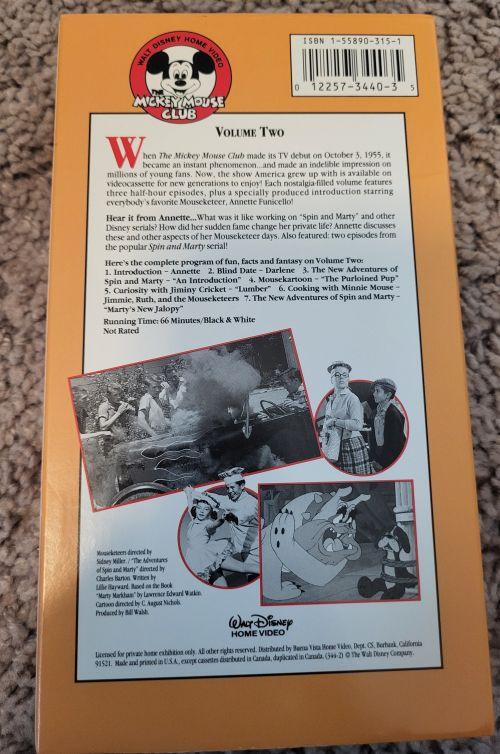 WALT DISNEY HOME VIDEO
THE
MICKEY MOUSE
CLUB
ISBN 1-55890-315-1
0 12257-3440-3 5
VOLUME TWO
When The Mickey Mouse Club made its TV debut on October 3, 1955, it
became an instant phenomenon...and made an indelible impression on
millions of young fans. Now, the show America grew up with is available on
videocassette for new generations to enjoy! Each nostalgia-filled volume features
three half-hour episodes, plus a specially produced introduction starring
everybody's favorite Mouseketeer, Annette Funicello!
Hear it from Annette...What was it like working on "Spin and Marty" and other
Disney serials? How did her sudden fame change her private life? Annette discusses
these and other aspects of her Mouseketeer days. Also featured: two episodes from
the popular Spin and Marty serial!
Here's the complete program of fun, facts and fantasy on Volume Two:
1. Introduction – Annette 2. Blind Date – Darlene 3. The New Adventures of
Spin and Marty – "An Introduction" 4. Mousekartoon – "The Purloined Pup"
5. Curiosity with Jiminy Cricket – "Lumber" 6. Cooking with Minnie Mouse –
Jimmie, Ruth, and the Mouseketeers 7. The New Adventures of Spin and Marty –
"Marty's New Jalopy"
Running Time: 66 Minutes/Black & White
Not Rated
Mouseketeers directed by
Sidney Miller. / "The Adventures
of Spin and Marty" directed by
Charles Barton. Written by
Lillie Hayward. Based on the Book
"Marty Markham" by Lawrence Edward Watkin.
Cartoon directed by C. August Nichols.
Produced by Bill Walsh.
Walt Disney
HOME VIDEO
Licensed for private home exhibition only. All other rights reserved. Distributed by Buena Vista Home Video, Dept. CS, Burbank, California
91521. Made and printed in U.S.A., except cassettes distributed in Canada, duplicated in Canada. (344-2) © The Walt Disney Company.